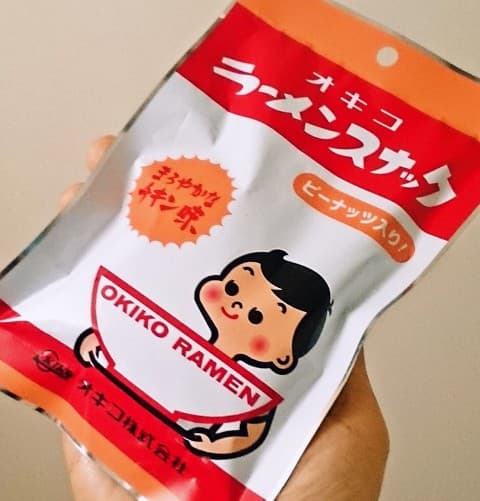 オキコ
ラーメンスナック
まろやかな
チキン味
ピーナッツ入り!
OKIKO RAMEN
オキコ株式会社